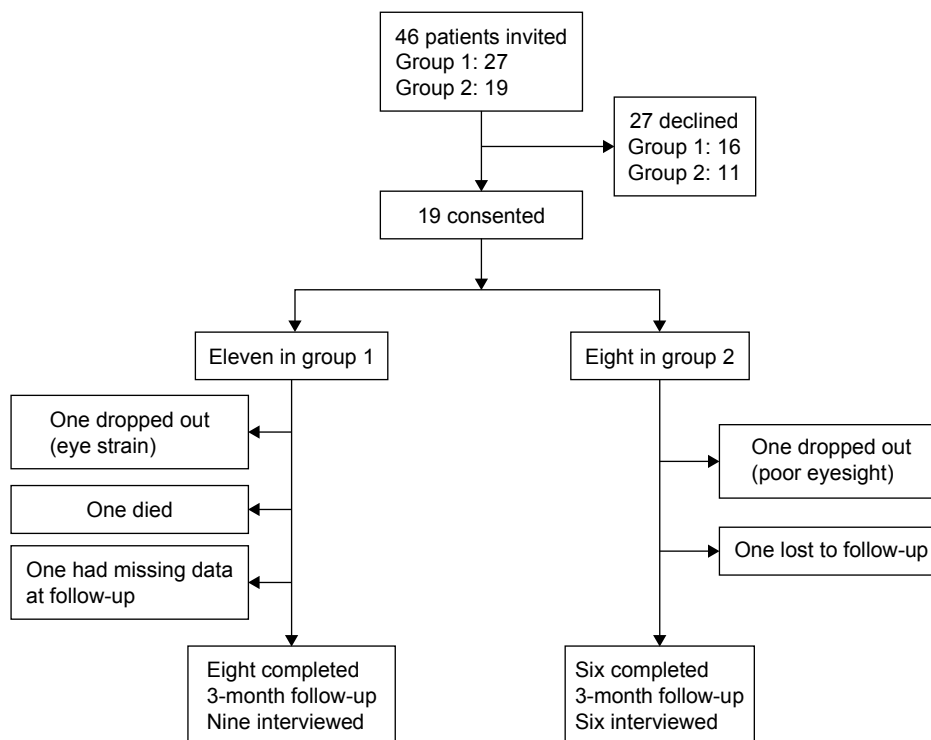 46 patients invited
Group 1: 27
Group 2: 19
27 declined
Group 1: 16
Group 2: 11
19 consented
Eleven in group 1
Eight in group 2
One dropped out
(eye strain)
One dropped out
(poor eyesight)
One died
One lost to follow-up
One had missing data
at follow-up
Eight completed
3-month follow-up
Nine interviewed
Six completed
3-month follow-up
Six interviewed